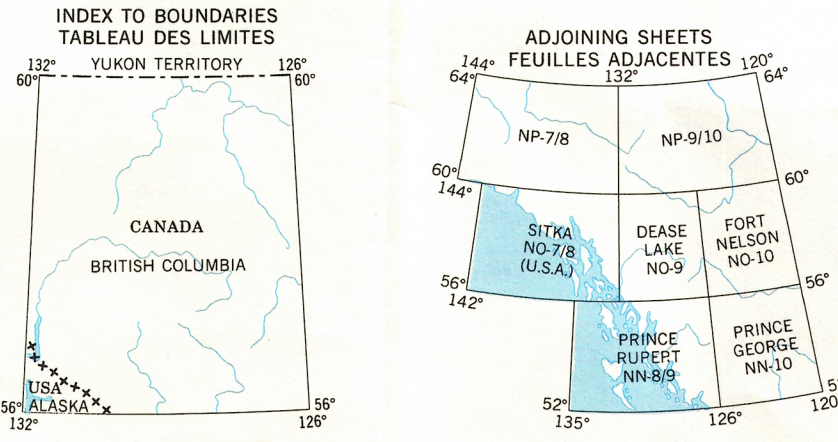 INDEX TO BOUNDARIES
TABLEAU DES LIMITES
132°
YUKON TERRITORY
126°
60°
60°
CANADA
BRITISH COLUMBIA
USA
ALASKA
56°
56°
132°
126°
ADJOINING SHEETS
FEUILLES ADJACENTES
144°
132°
120°
64°
64°
NP-7/8
NP-9/10
60°
60°
144°
SITKA
NO-7/8
(U.S.A.)
DEASE
LAKE
NO-9
FORT
NELSON
NO-10
56°
56°
142°
PRINCE
RUPERT
NN-8/9
PRINCE
GEORGE
NN-10
52°
135°
126°
120